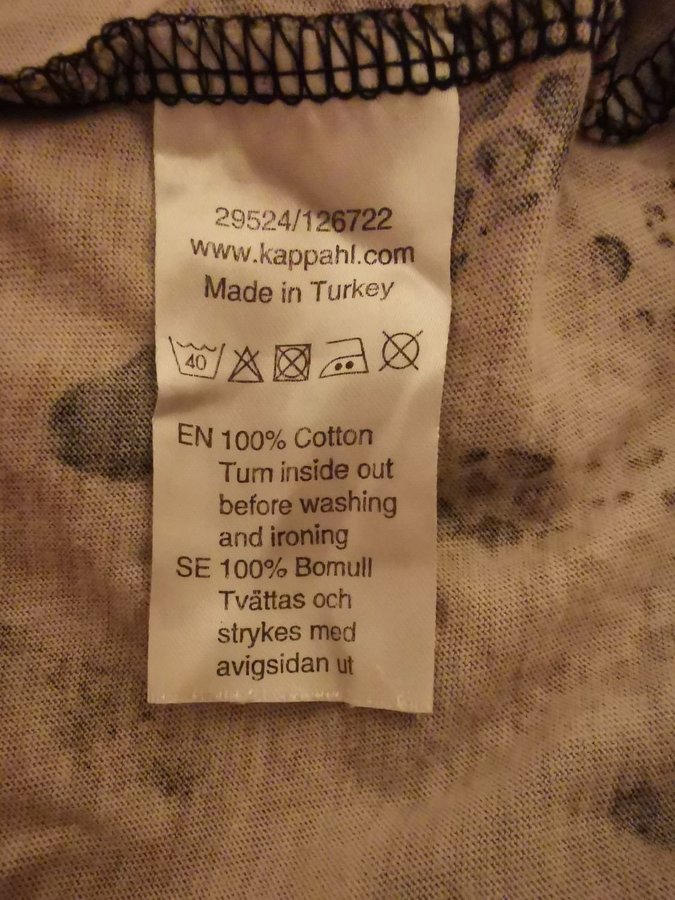 29524/126722
www.kappahl.com
Made in Turkey
40
EN 100% Cotton
Turn inside out
before washing
and ironing
SE 100% Bomull
Tvättas och
strykes med
avigsidan ut